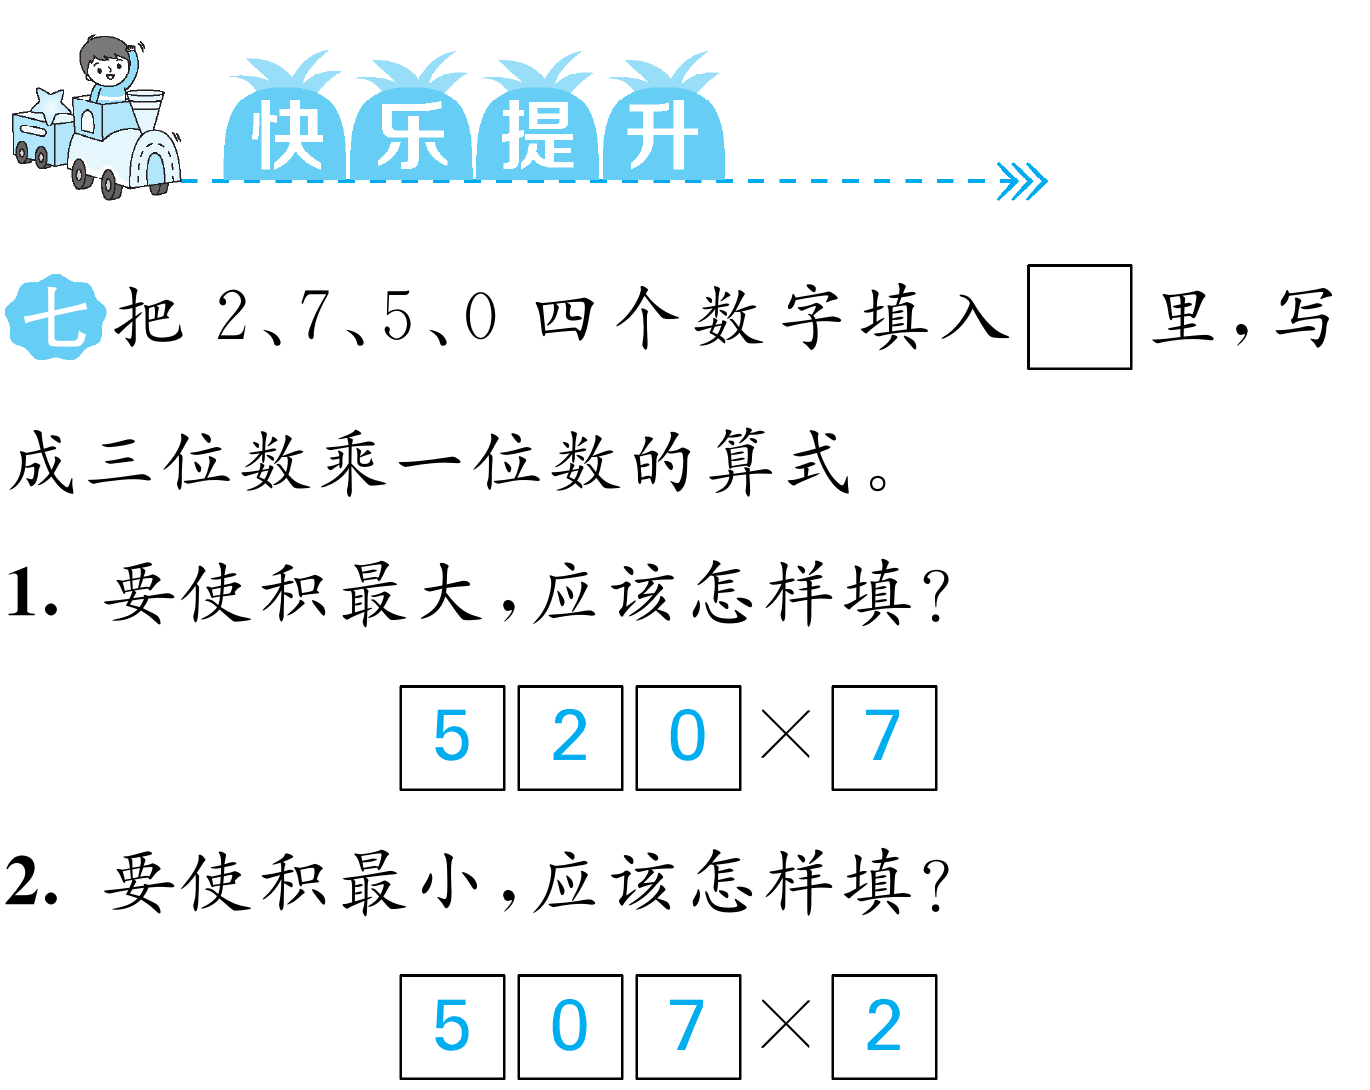 快乐提升
七 把 2、7、5、0 四个数字填入□里，写
成三位数乘一位数的算式。
1. 要使积最大，应该怎样填？
5 2 0 × 7
2. 要使积最小，应该怎样填？
5 0 7 × 2